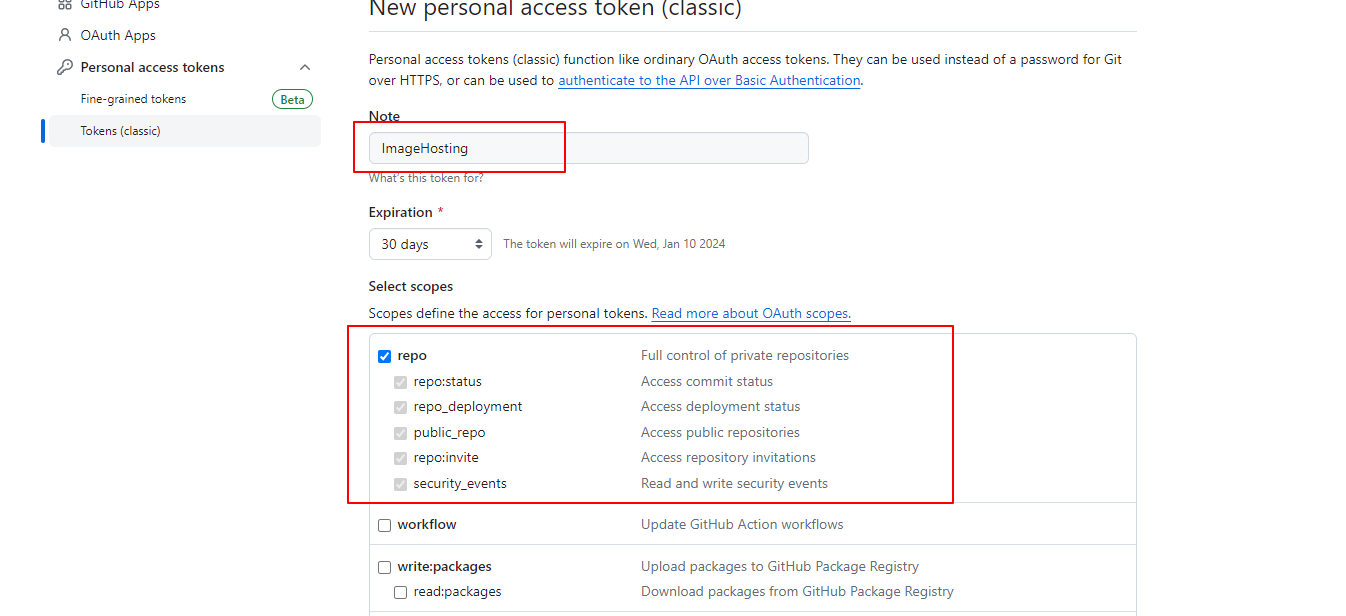 GitHub Apps
OAuth Apps
Personal access tokens
Fine-grained tokens Beta
Tokens (classic)
New personal access token (classic)
Personal access tokens (classic) function like ordinary OAuth access tokens. They can be used instead of a password for Git
over HTTPS, or can be used to authenticate to the API over Basic Authentication.
Note
ImageHosting
What's this token for?
Expiration *
30 days The token will expire on Wed, Jan 10 2024
Select scopes
Scopes define the access for personal tokens. Read more about OAuth scopes.
repo Full control of private repositories
repo:status Access commit status
repo_deployment Access deployment status
public_repo Access public repositories
repo:invite Access repository invitations
security_events Read and write security events
workflow Update GitHub Action workflows
write:packages Upload packages to GitHub Package Registry
read:packages Download packages from GitHub Package Registry